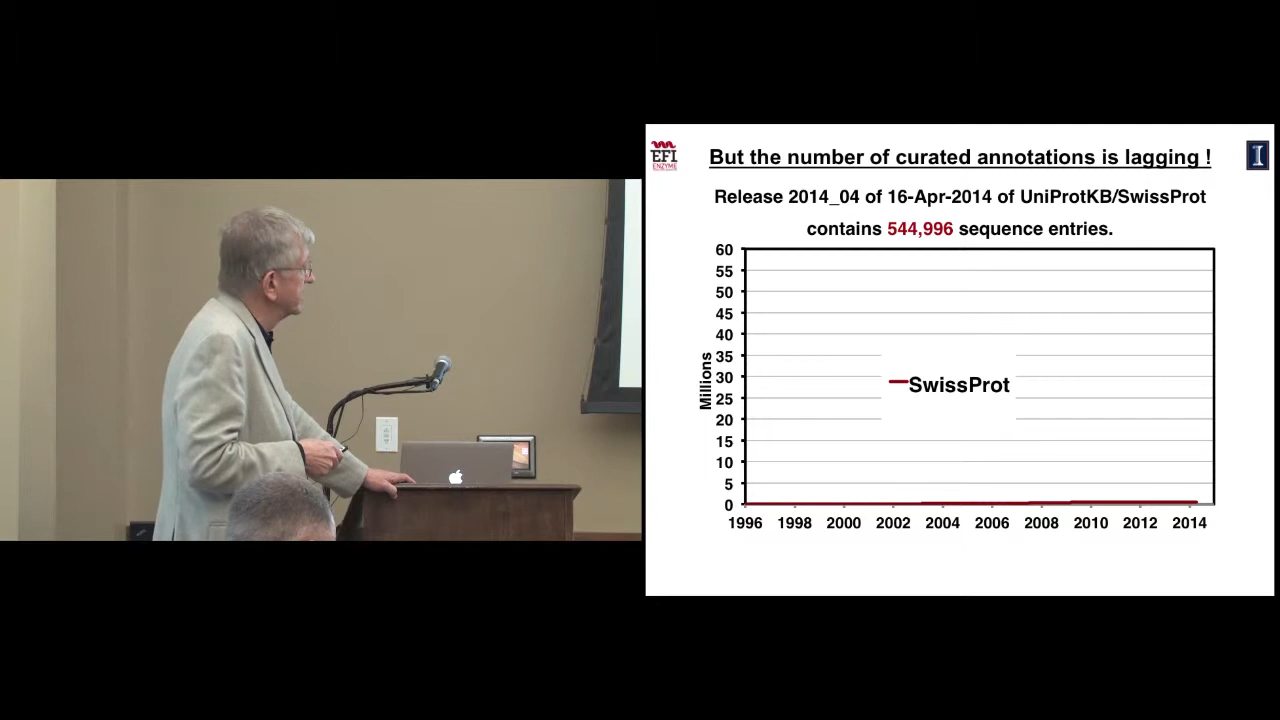 EFI
ENZYME
But the number of curated annotations is lagging !
I
Release 2014_04 of 16-Apr-2014 of UniProtKB/SwissProt
contains 544,996 sequence entries.
60
55
50
45
40
35
30
25
20
15
10
5
0
Millions
SwissProt
1996 1998 2000 2002 2004 2006 2008 2010 2012 2014